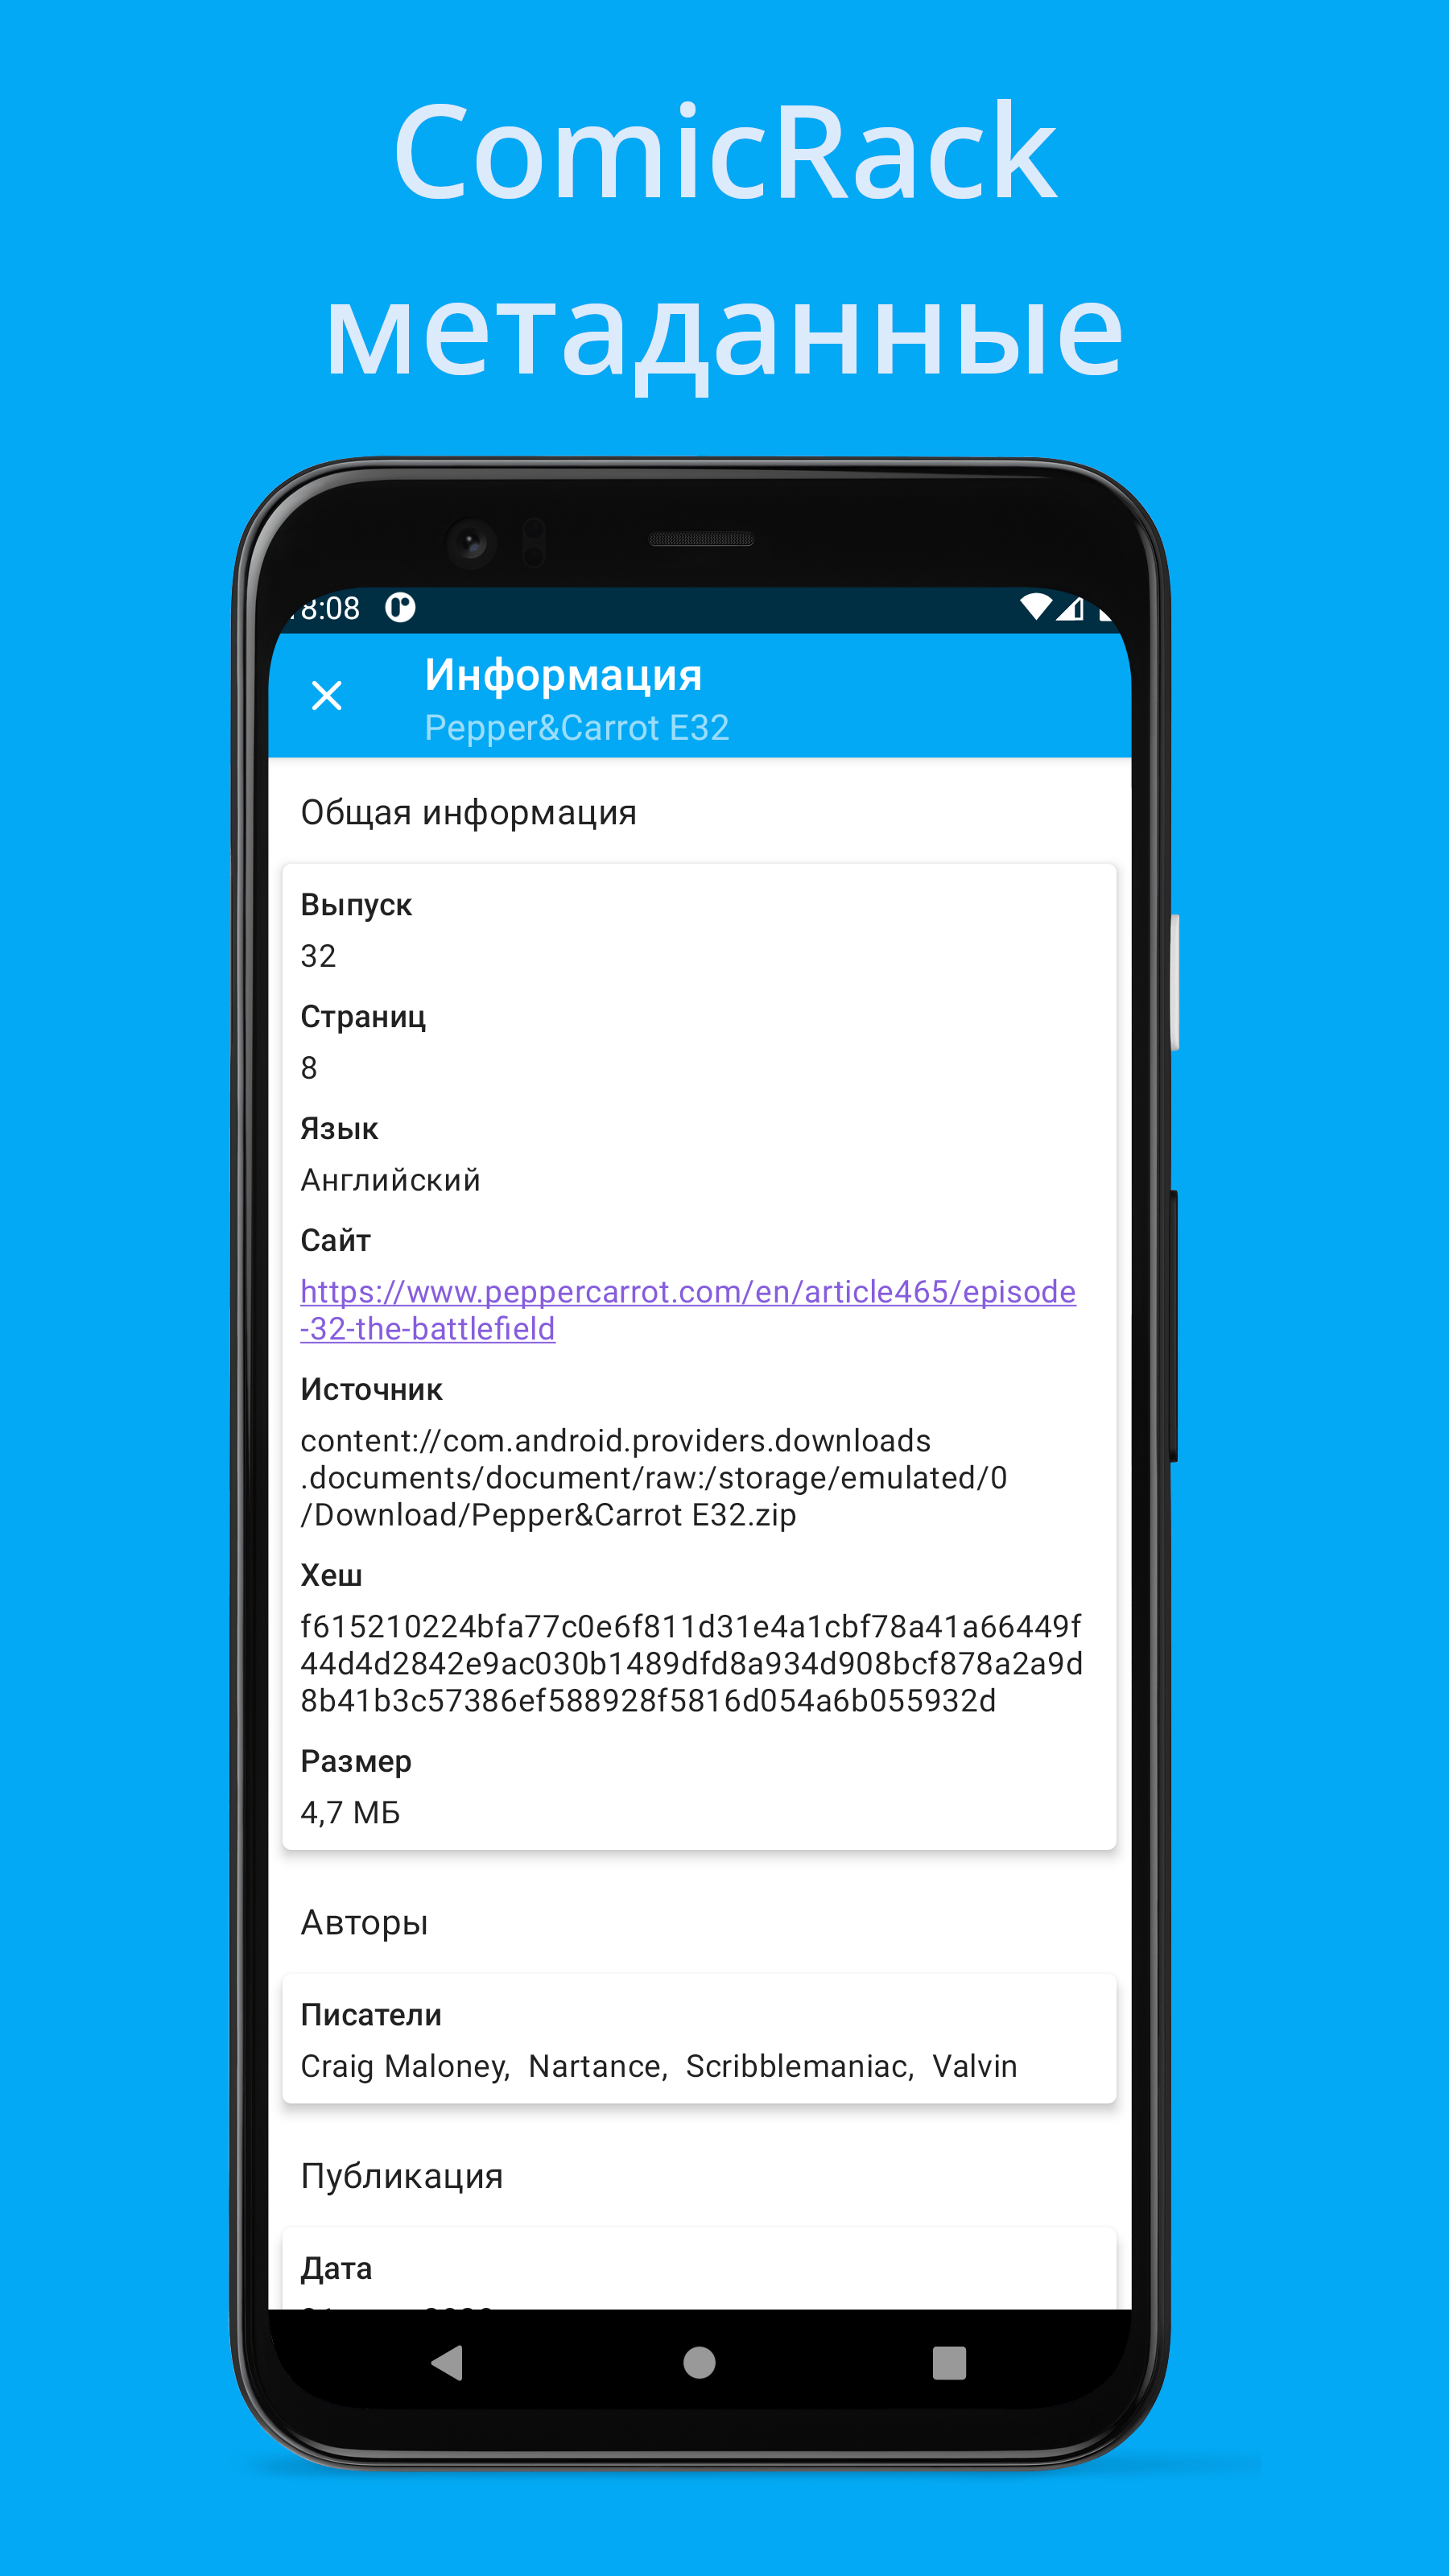 ComicRack
метаданные
8:08
Информация
Pepper&Carrot E32
Общая информация
Выпуск
32
Страниц
8
Язык
Английский
Сайт
https://www.peppercarrot.com/en/article465/episode
-32-the-battlefield
Источник
content://com.android.providers.downloads
.documents/document/raw:/storage/emulated/0
/Download/Pepper&Carrot E32.zip
Хеш
f615210224bfa77c0e6f811d31e4a1cbf78a41a66449f
44d4d2842e9ac030b1489dfd8a934d908bcf878a2a9d
8b41b3c57386ef588928f5816d054a6b055932d
Размер
4,7 МБ
Авторы
Писатели
Craig Maloney, Nartance, Scribblemaniac, Valvin
Публикация
Дата